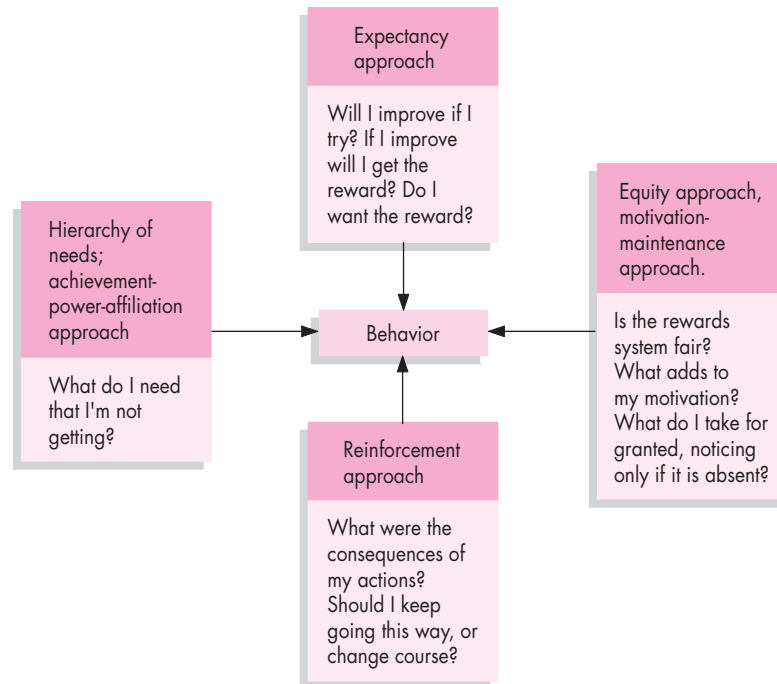 Expectancy
approach
Will I improve if I
try? If I improve
will I get the
reward? Do I
want the reward?
Hierarchy of
needs;
achievement-
power-affiliation
approach
What do I need
that I'm not
getting?
Behavior
Equity approach,
motivation-
maintenance
approach.
Is the rewards
system fair?
What adds to
my motivation?
What do I take for
granted, noticing
only if it is absent?
Reinforcement
approach
What were the
consequences of
my actions?
Should I keep
going this way, or
change course?